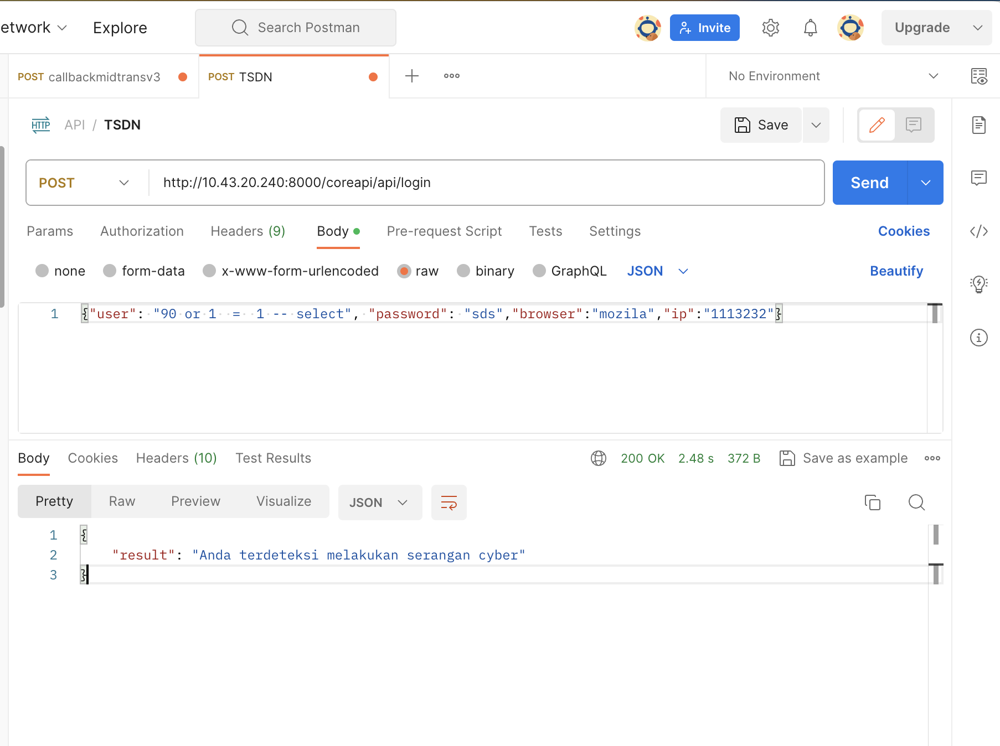 etwork Explore Search Postman Invite Upgrade
POST callbackmidtransv3 POST TSDN No Environment
HTTP API / TSDN Save
POST http://10.43.20.240:8000/coreapi/api/login Send
Params Authorization Headers (9) Body Pre-request Script Tests Settings Cookies
none form-data x-www-form-urlencoded raw binary GraphQL JSON Beautify
1 {"user": "90 or 1  =  1 -- select", "password": "sds","browser":"mozila","ip":"1113232"}
Body Cookies Headers (10) Test Results 200 OK 2.48 s 372 B Save as example
Pretty Raw Preview Visualize JSON
1 {
2 "result": "Anda terdeteksi melakukan serangan cyber"
3 }